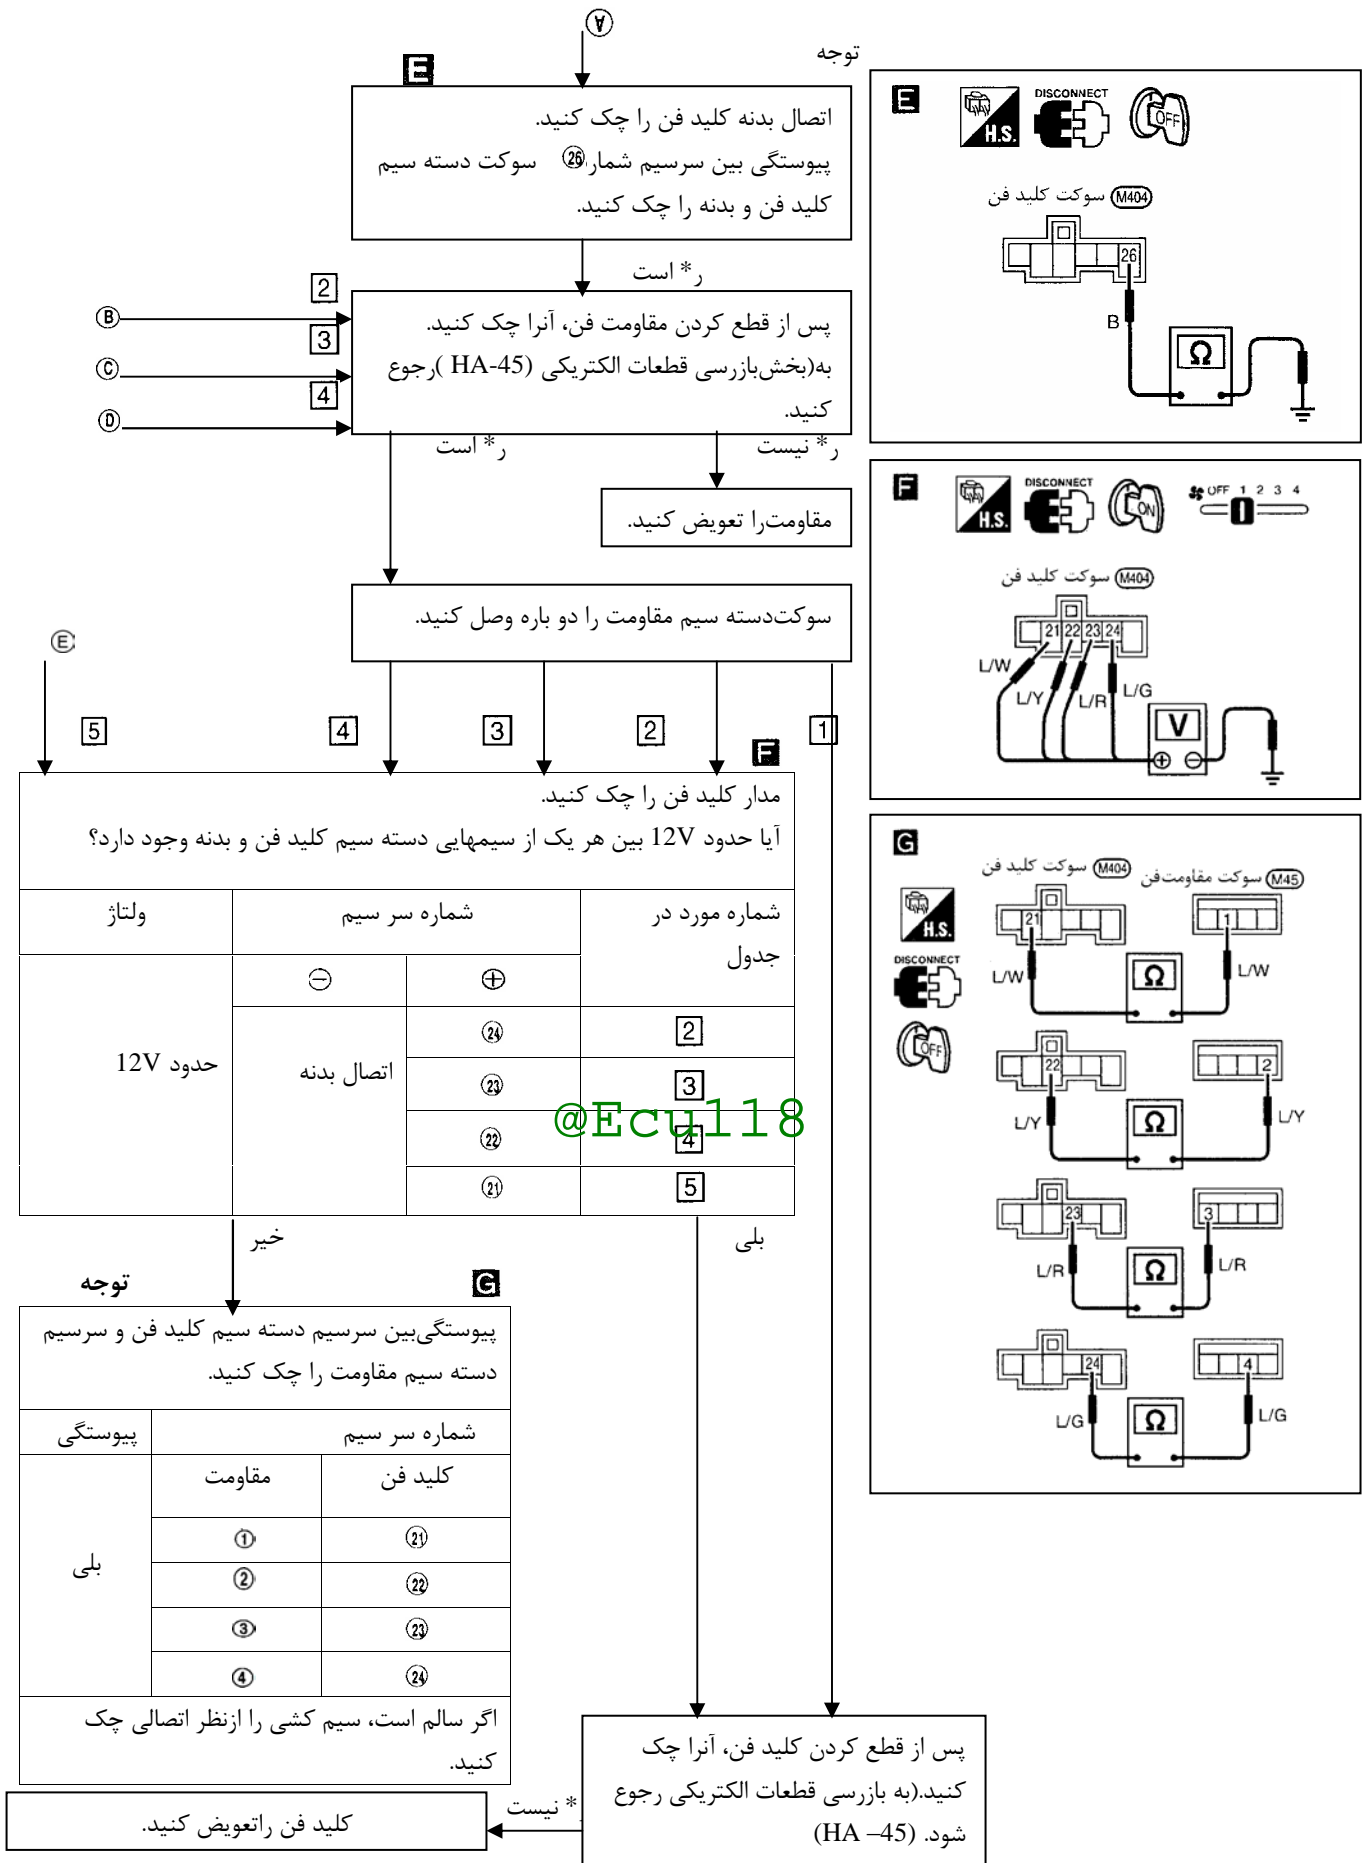 A
توجه
E
اتصال بدنه کلید فن را چک کنید.
پیوستگی بین سرسیم شماره 26 سوکت دسته سیم
کلید فن و بدنه را چک کنید.
ر* است
2
B
3
C
4
D
پس از قطع کردن مقاومت فن، آنرا چک کنید.
به(بخش‌بازرسی قطعات الکتریکی (HA-45 )رجوع
کنید.
ر* است
ر* نیست
مقاومت‌را تعویض کنید.
سوکت‌دسته سیم مقاومت را دو باره وصل کنید.
E
5
4
3
2
1
F
مدار کلید فن را چک کنید.
آیا حدود 12V بین هر یک از سیمهایی دسته سیم کلید فن و بدنه وجود دارد؟
شماره مورد در
جدول
شماره سر سیم
ولتاژ
⊕
⊖
2
24
3
23
4
22
5
21
اتصال بدنه
حدود 12V
@Ecu118
بلی
خیر
توجه
G
پیوستگی‌بین سرسیم دسته سیم کلید فن و سرسیم
دسته سیم مقاومت را چک کنید.
شماره سر سیم
پیوستگی
کلید فن
مقاومت
21
1
22
2
23
3
24
4
بلی
اگر سالم است، سیم کشی را ازنظر اتصالی چک
کنید.
پس از قطع کردن کلید فن، آنرا چک
کنید.(به بازرسی قطعات الکتریکی رجوع
شود. (HA –45)
ر* نیست
کلید فن راتعویض کنید.
E
H.S.
DISCONNECT
OFF
سوکت کلید فن M404
26
B
Ω
F
H.S.
DISCONNECT
ON
OFF 1 2 3 4
سوکت کلید فن M404
21 22 23 24
L/W
L/Y
L/R
L/G
V
⊕ ⊖
G
H.S.
DISCONNECT
OFF
سوکت کلید فن M404
سوکت مقاومت‌فن M45
21
1
L/W
Ω
L/W
22
2
L/Y
Ω
L/Y
23
3
L/R
Ω
L/R
24
4
L/G
Ω
L/G